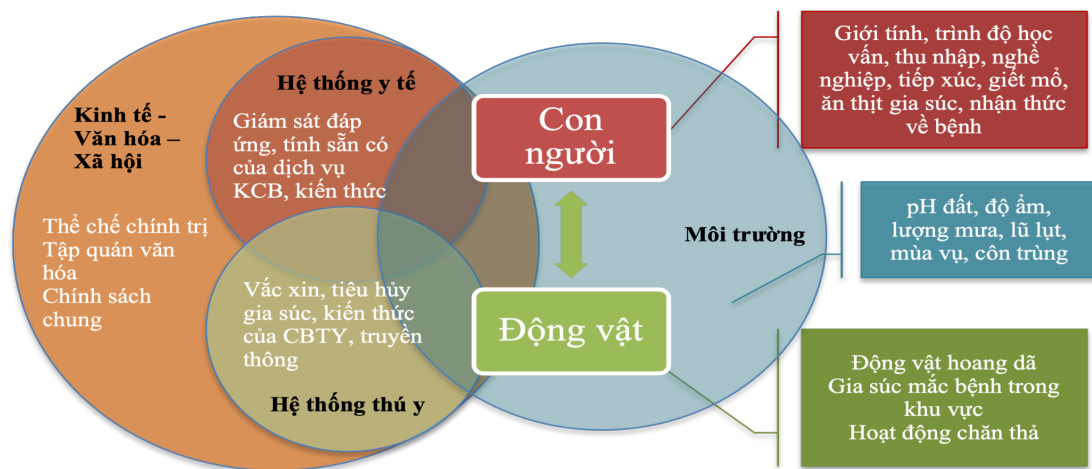 Kinh tế -
Văn hóa –
Xã hội
Thể chế chính trị
Tập quán văn
hóa
Chính sách
chung
Hệ thống y tế
Giám sát đáp
ứng, tính sẵn có
của dịch vụ
KCB, kiến thức
Vắc xin, tiêu hủy
gia súc, kiến thức
của CBTY, truyền
thông
Hệ thống thú y
Con
người
Động vật
Môi trường
Giới tính, trình độ học
vấn, thu nhập, nghề
nghiệp, tiếp xúc, giết mổ,
ăn thịt gia súc, nhận thức
về bệnh
pH đất, độ ẩm,
lượng mưa, lũ lụt,
mùa vụ, côn trùng
Động vật hoang dã
Gia súc mắc bệnh trong
khu vực
Hoạt động chăn thả